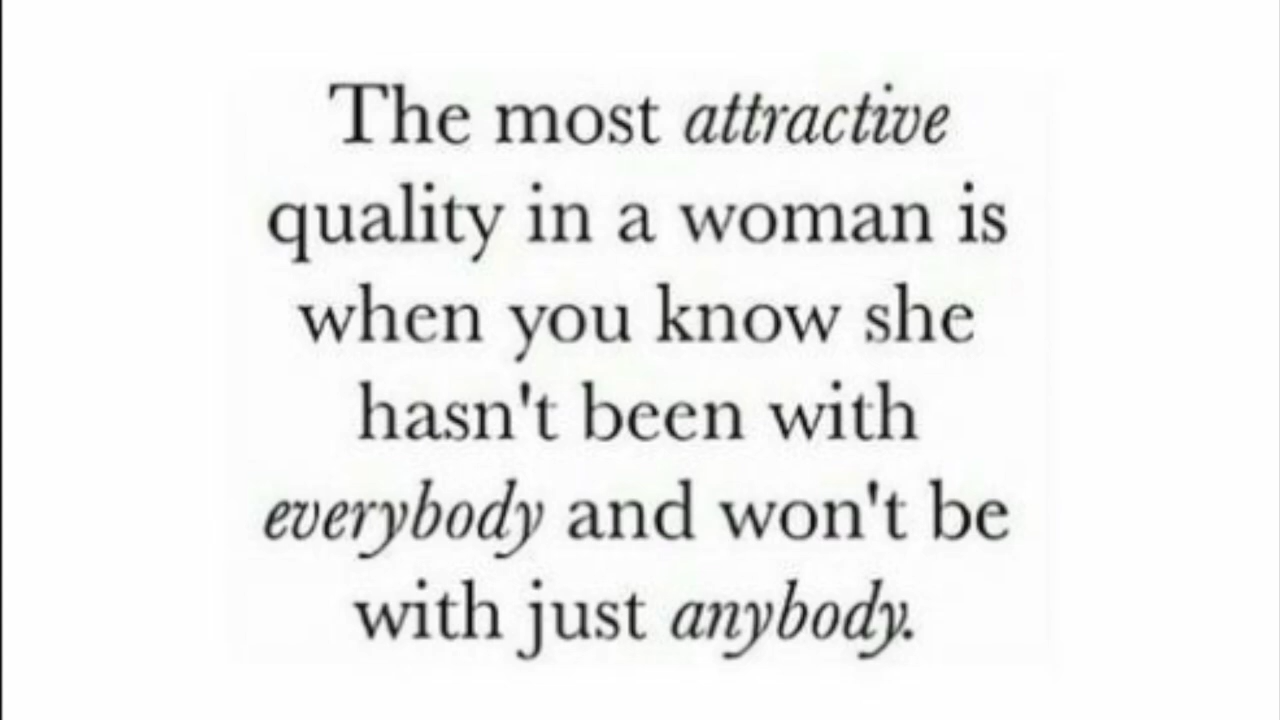 The most attractive
quality in a woman is
when you know she
hasn't been with
everybody and won't be
with just anybody.